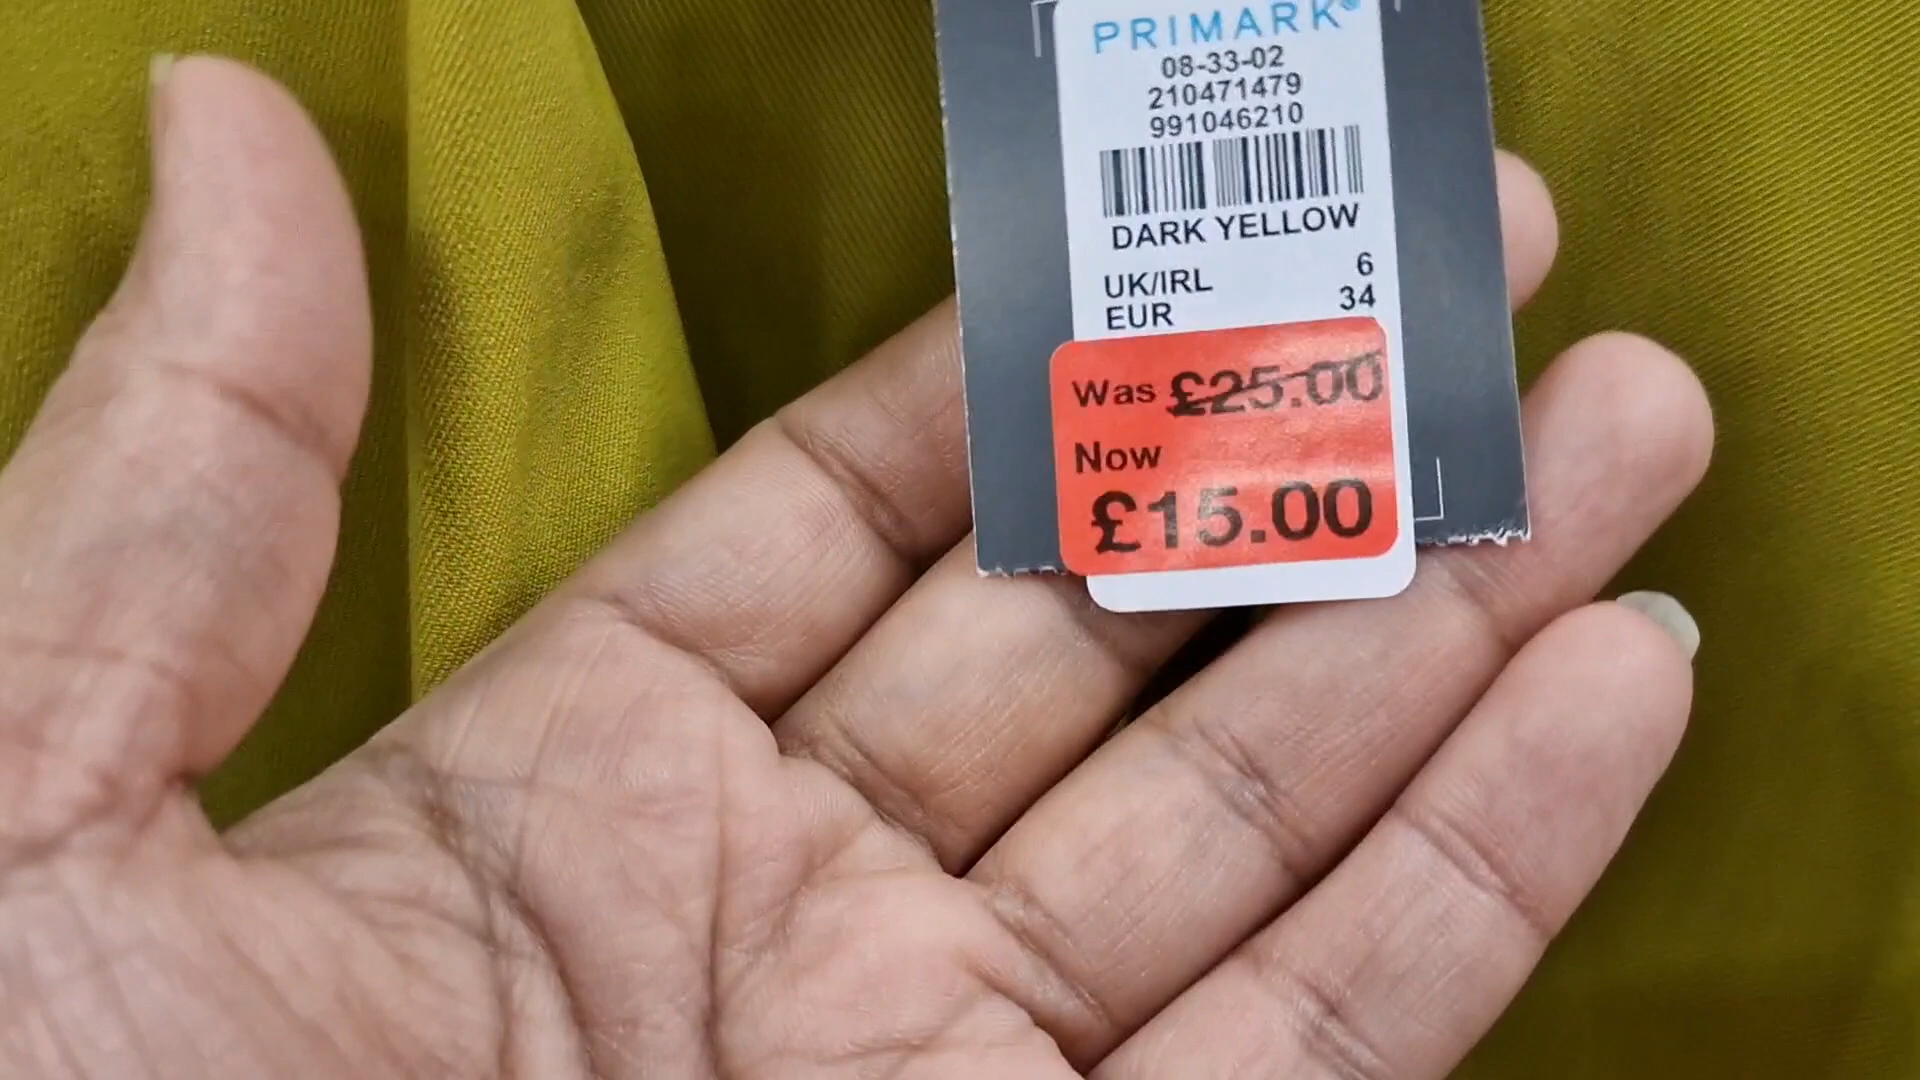 PRIMARK®
08-33-02
210471479
991046210
DARK YELLOW
UK/IRL 6
EUR 34
Was £25.00
Now
£15.00